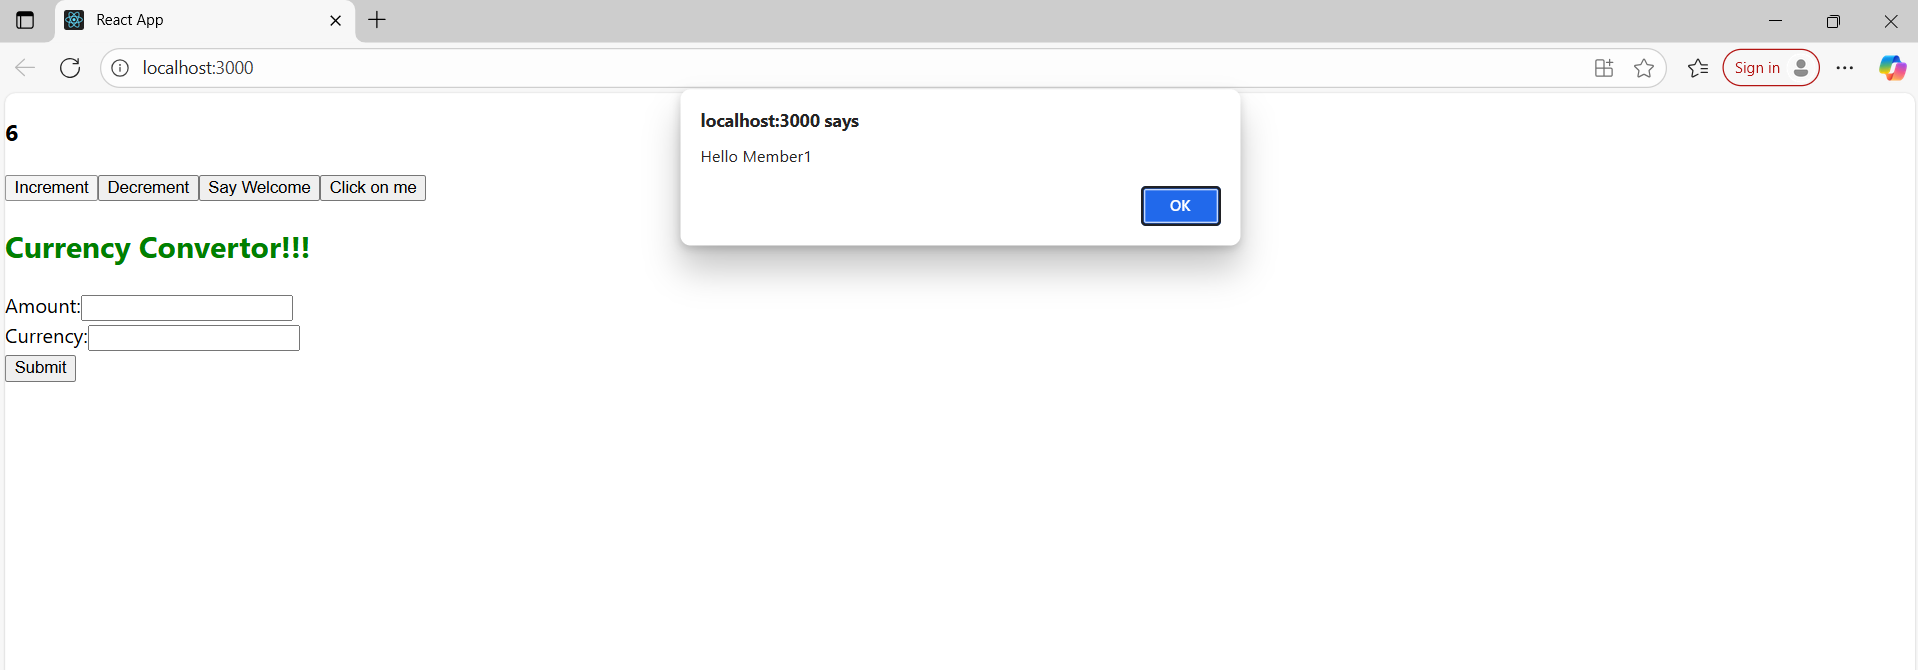 React App
localhost:3000
Sign in
localhost:3000 says
Hello Member1
OK
6
Increment Decrement Say Welcome Click on me
Currency Convertor!!!
Amount:
Currency:
Submit